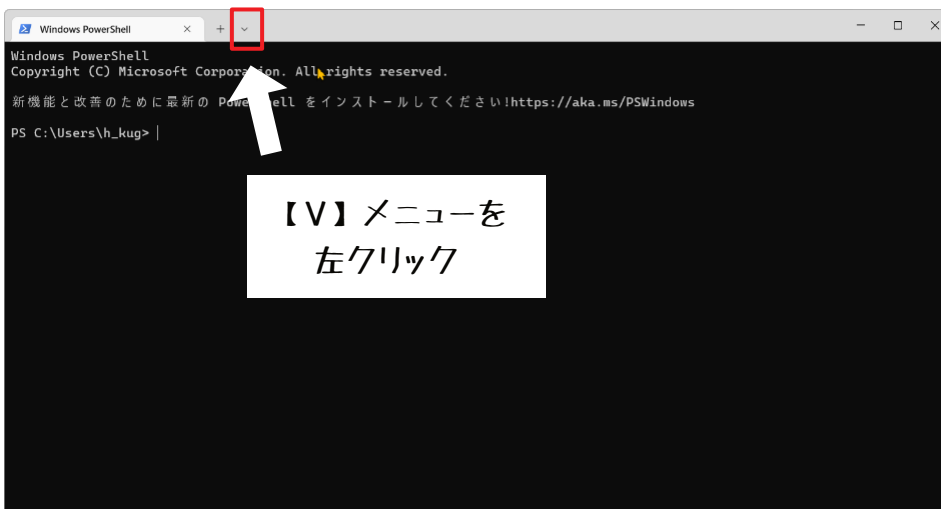 Windows PowerShell
Windows PowerShell
Copyright (C) Microsoft Corporation. All rights reserved.
新機能と改善のために最新の PowerShell をインストールしてください!https://aka.ms/PSWindows
PS C:\Users\h_kug>
【V】メニューを
左クリック